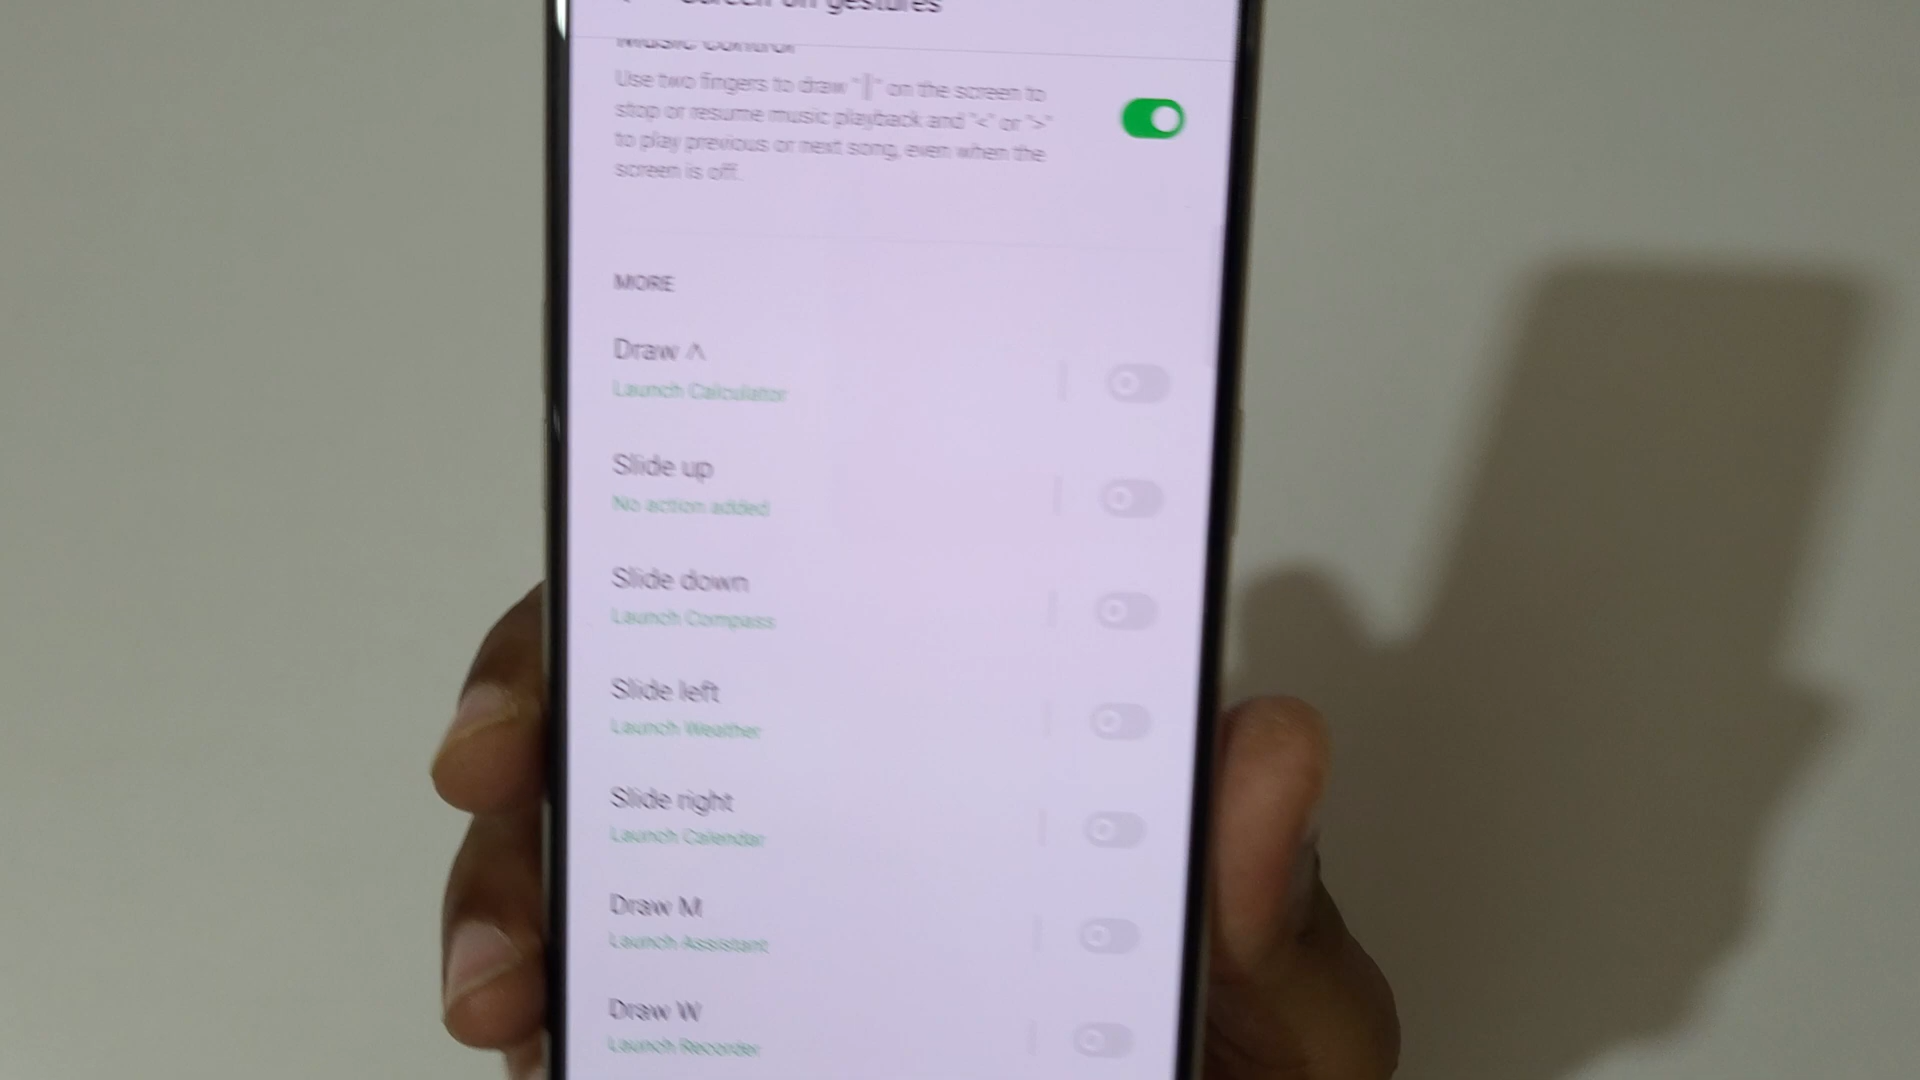 Screen off gestures
Music Control
Use two fingers to draw "||" on the screen to
stop or resume music playback and "<" or ">"
to play previous or next song, even when the
screen is off.
MORE
Draw ^
Launch Calculator
Slide up
No action added
Slide down
Launch Compass
Slide left
Launch Weather
Slide right
Launch Calendar
Draw M
Launch Assistant
Draw W
Launch Recorder